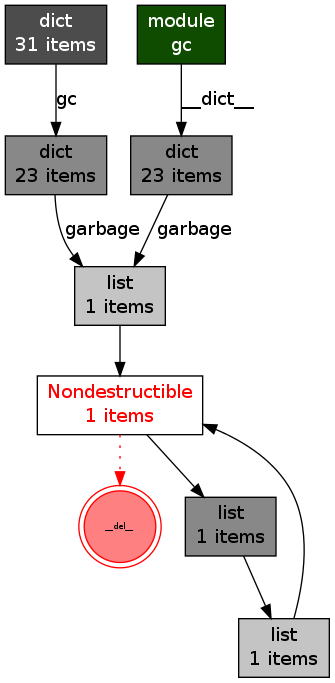 dict
31 items
module
gc
gc
__dict__
dict
23 items
dict
23 items
garbage
garbage
list
1 items
Nondestructible
1 items
__del__
list
1 items
list
1 items